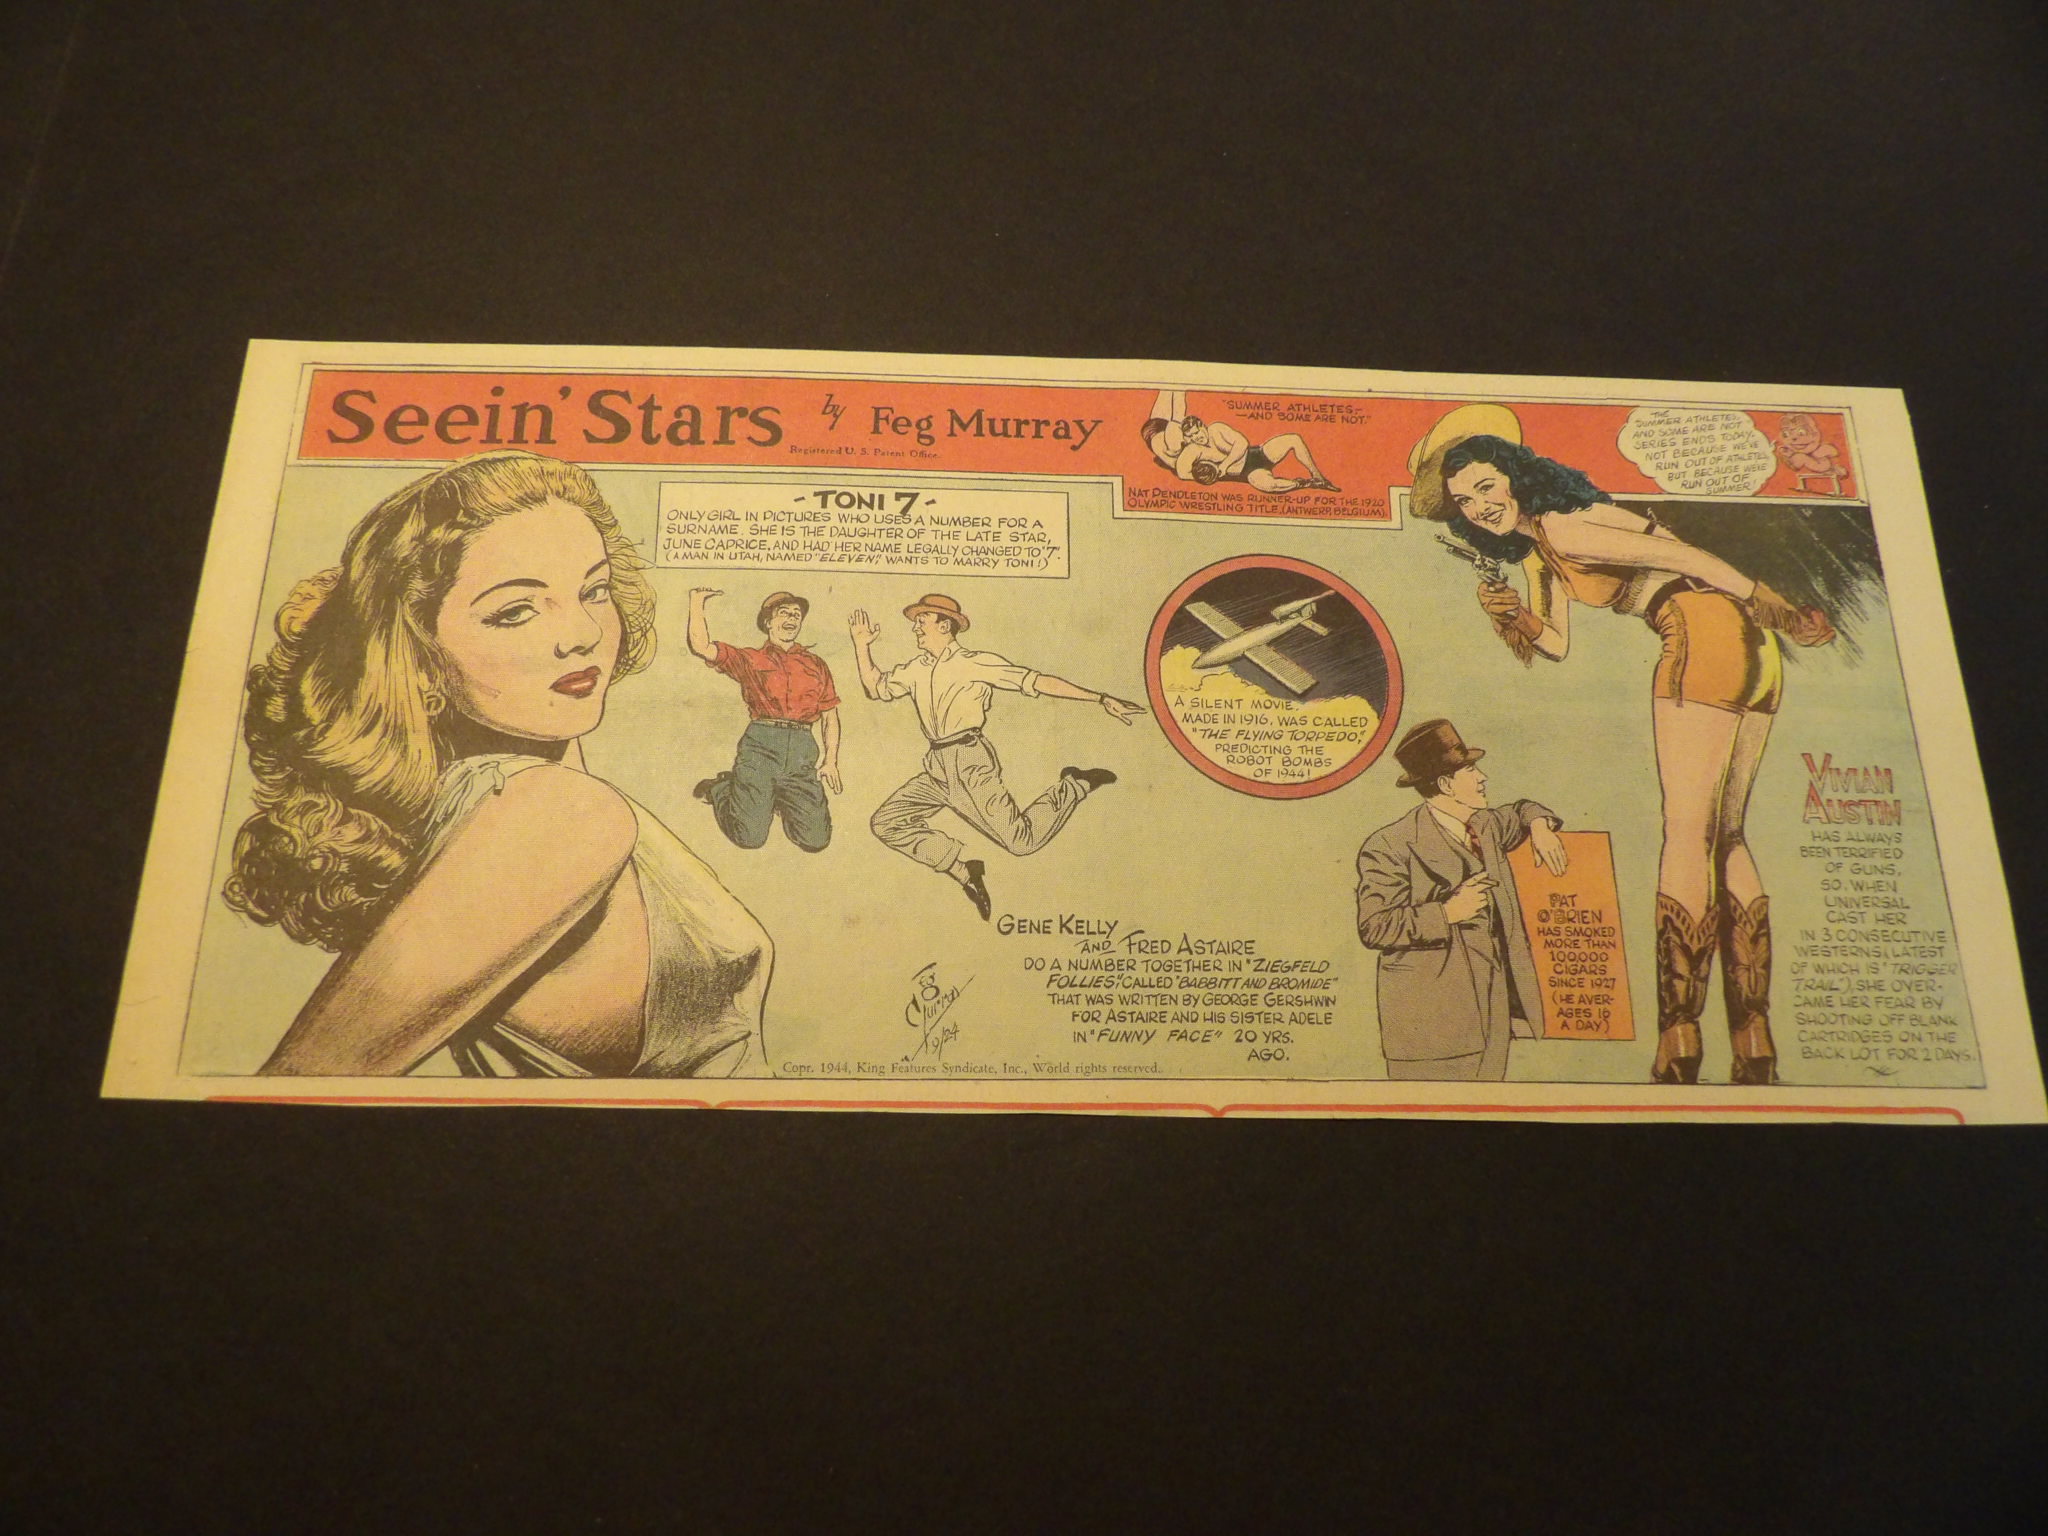 Seein' Stars by Feg Murray
Registered U. S. Patent Office.
"SUMMER ATHLETES,-
-AND SOME ARE NOT."
NAT PENDLETON WAS RUNNER-UP FOR THE 1920
OLYMPIC WRESTLING TITLE. (ANTWERP, BELGIUM).
THE
SUMMER ATHLETES,
AND SOME ARE NOT
SERIES ENDS TODAY.
NOT BECAUSE WE'VE
RUN OUT OF ATHLETES,
BUT BECAUSE WE'VE
RUN OUT OF
SUMMER!
- TONI 7 -
ONLY GIRL IN PICTURES WHO USES A NUMBER FOR A
SURNAME. SHE IS THE DAUGHTER OF THE LATE STAR,
JUNE CAPRICE, AND HAD HER NAME LEGALLY CHANGED TO "7".
(A MAN IN UTAH, NAMED "ELEVEN", WANTS TO MARRY TONI!)
A SILENT MOVIE,
MADE IN 1916, WAS CALLED
"THE FLYING TORPEDO,"
PREDICTING THE
ROBOT BOMBS
OF 1944!
GENE KELLY
AND FRED ASTAIRE
DO A NUMBER TOGETHER IN "ZIEGFELD
FOLLIES," CALLED "BABBITT AND BROMIDE"
THAT WAS WRITTEN BY GEORGE GERSHWIN
FOR ASTAIRE AND HIS SISTER ADELE
IN "FUNNY FACE" 20 YRS.
AGO.
Feg
Murray
9/24
Copr. 1944, King Features Syndicate, Inc., World rights reserved.
PAT
O'BRIEN
HAS SMOKED
MORE THAN
100,000
CIGARS
SINCE 1927
(HE AVER-
AGES 16
A DAY)
VIVIAN
AUSTIN
HAS ALWAYS
BEEN TERRIFIED
OF GUNS,
SO, WHEN
UNIVERSAL
CAST HER
IN 3 CONSECUTIVE
WESTERNS (LATEST
OF WHICH IS "TRIGGER
TRAIL"), SHE OVER-
CAME HER FEAR BY
SHOOTING OFF BLANK
CARTRIDGES ON THE
BACK LOT FOR 2 DAYS.